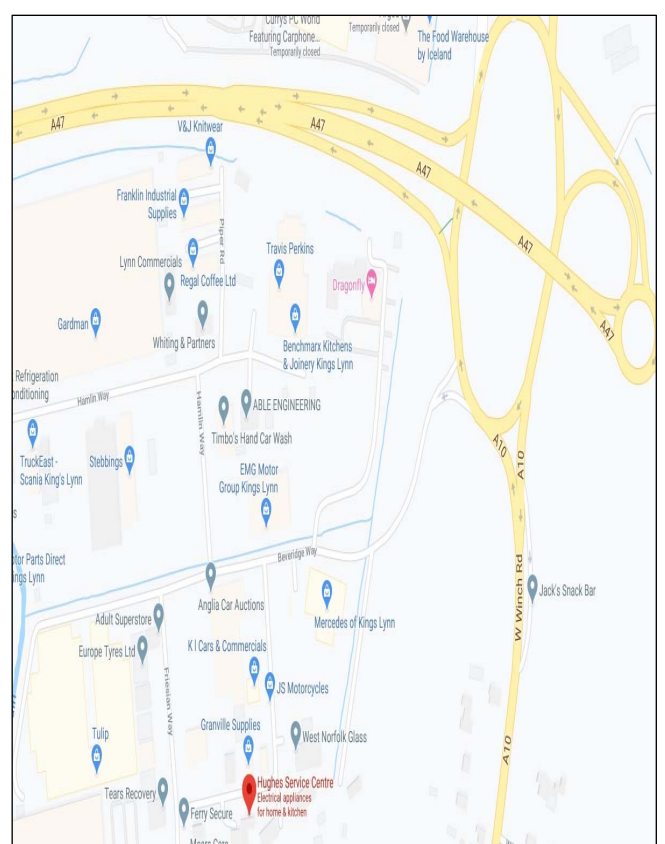 Currys PC World
Featuring Carphone...
Temporarily closed
Temporarily closed
The Food Warehouse
by Iceland
A47
V&J Knitwear
A47
A47
Franklin Industrial
Supplies
Piper Rd
A47
Lynn Commercials
Regal Coffee Ltd
Travis Perkins
Dragonfly
Gardman
Whiting & Partners
A47
Benchmarx Kitchens
& Joinery Kings Lynn
Refrigeration
Hamlin Way
Hamlin Way
ABLE ENGINEERING
Timbo's Hand Car Wash
A10
A10
TruckEast -
Scania King's Lynn
Stebbings
EMG Motor
Group Kings Lynn
Beveridge Way
tor Parts Direct
ings Lynn
W Winch Rd
Anglia Car Auctions
Jack's Snack Bar
Adult Superstore
Mercedes of Kings Lynn
Europe Tyres Ltd
K I Cars & Commercials
Friesian Way
JS Motorcycles
Granville Supplies
West Norfolk Glass
Tulip
A10
Hughes Service Centre
Electrical appliances
for home & kitchen
Tears Recovery
Ferry Secure